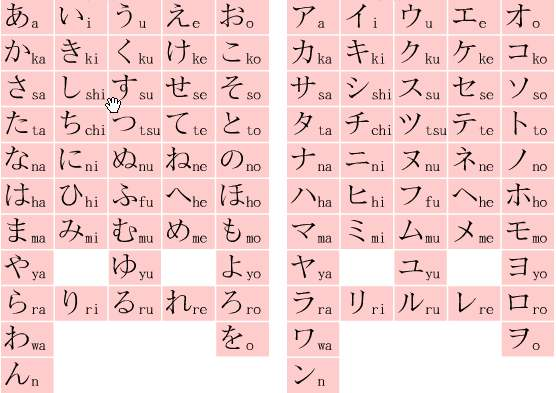 あa いi うu えe おo アa イi ウu エe オo
かka きki くku けke こko カka キki クku ケke コko
さsa しshi すsu せse そso サsa シshi スsu セse ソso
たta ちchi つtsu てte とto タta チchi ツtsu テte トto
なna にni ぬnu ねne のno ナna ニni ヌnu ネne ノno
はha ひhi ふfu へhe ほho ハha ヒhi フfu ヘhe ホho
まma みmi むmu めme もmo マma ミmi ムmu メme モmo
やya ゆyu よyo ヤya ユyu ヨyo
らra りri るru れre ろro ラra リri ルru レre ロro
わwa をo ワwa ヲo
んn ンn